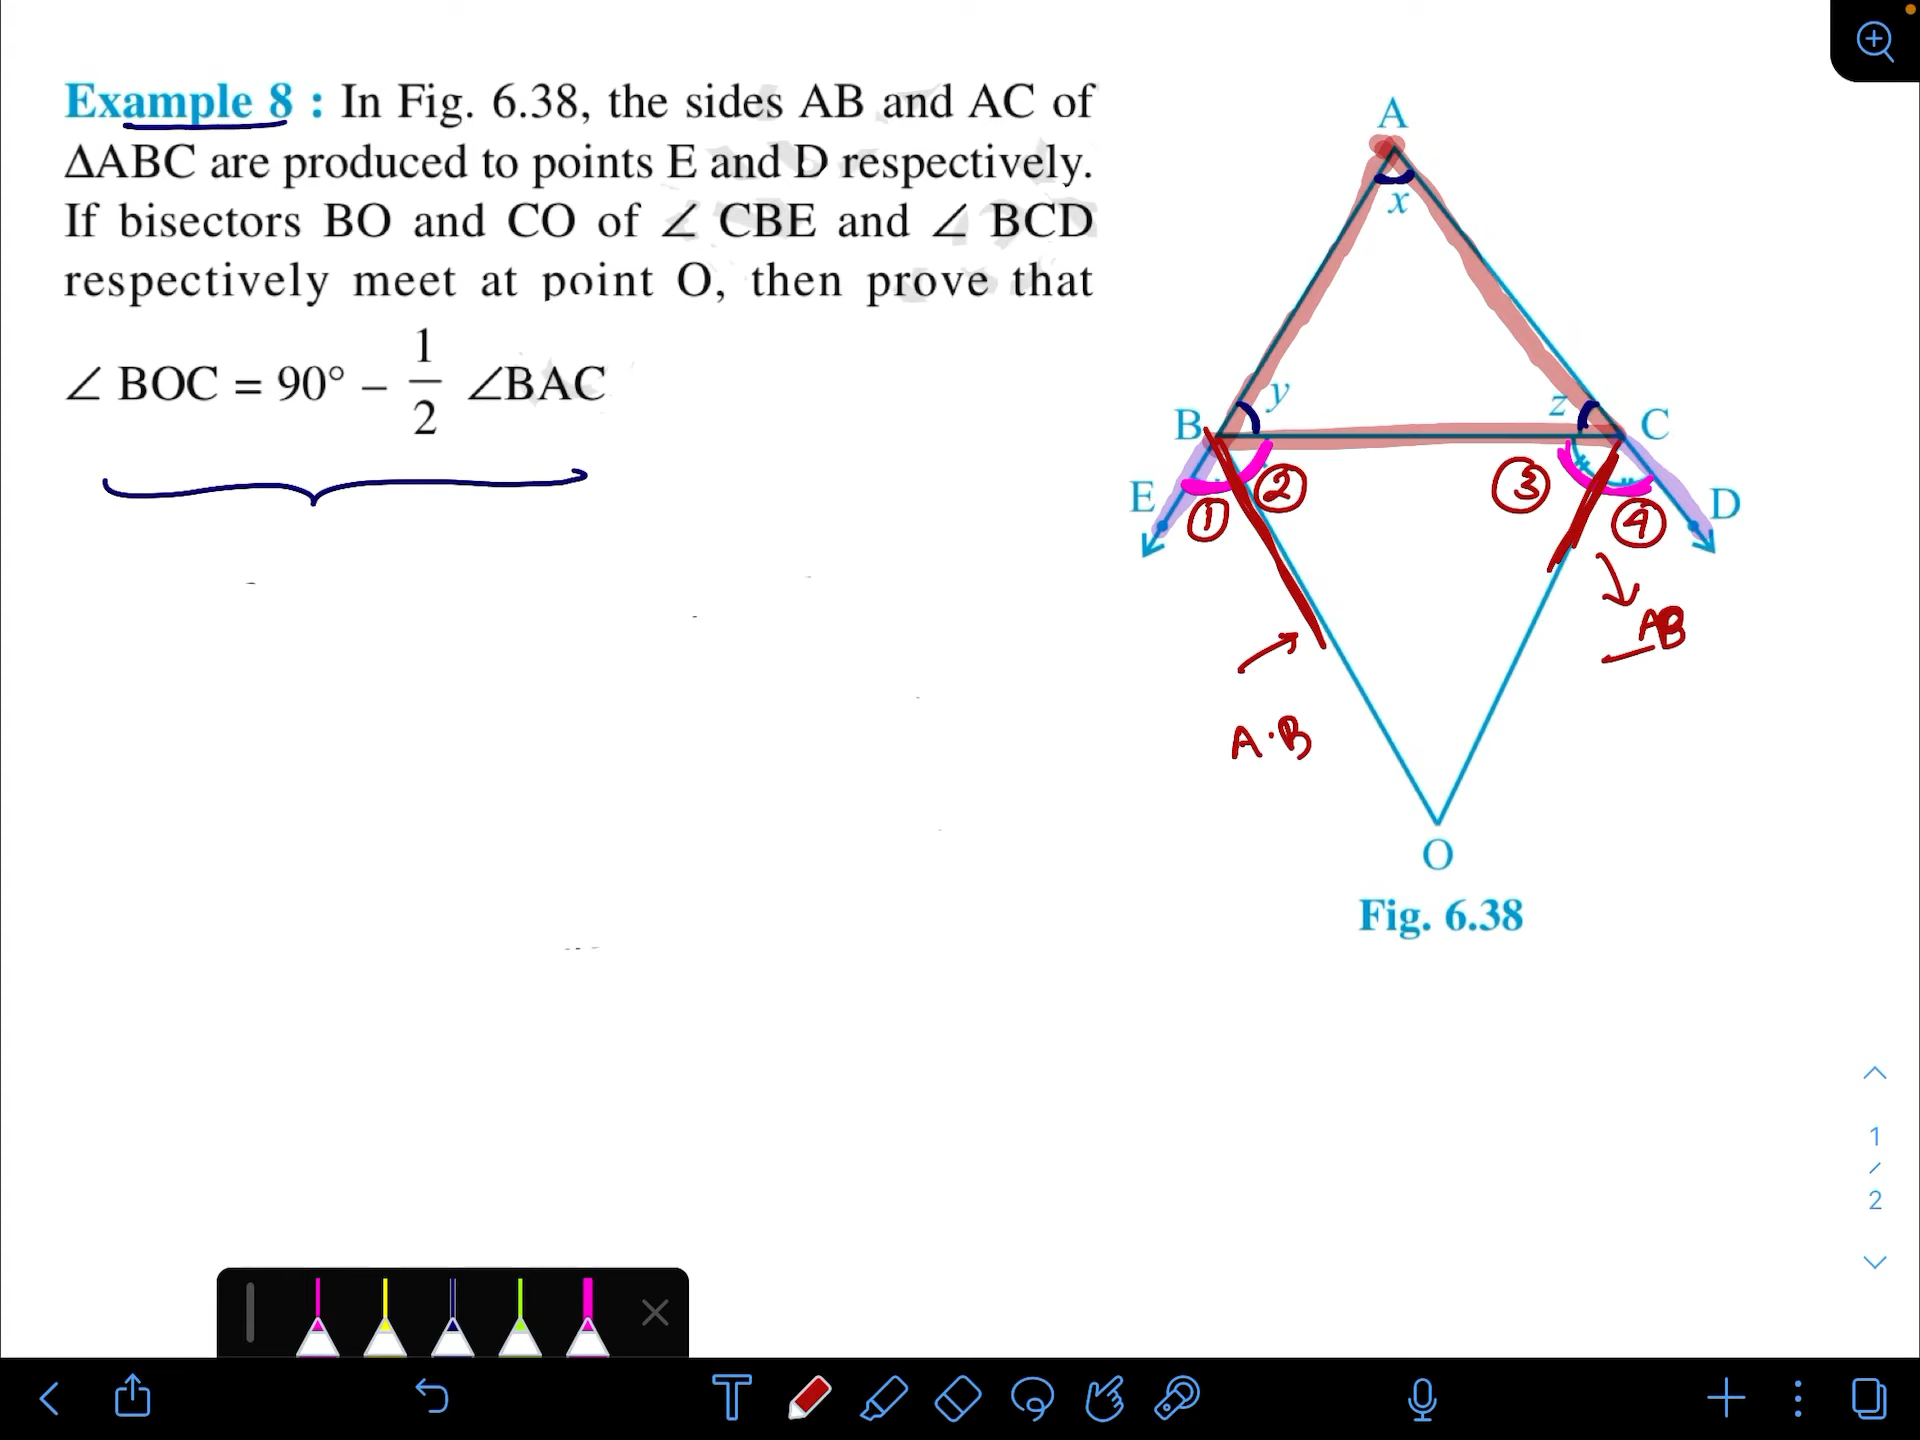 Example 8 : In Fig. 6.38, the sides AB and AC of
ΔABC are produced to points E and D respectively.
If bisectors BO and CO of ∠ CBE and ∠ BCD
respectively meet at point O, then prove that
∠ BOC = 90° – 1/2 ∠BAC
A
x
y
z
B
C
E
D
1
2
3
4
AB
A·B
O
Fig. 6.38
1
/
2
T